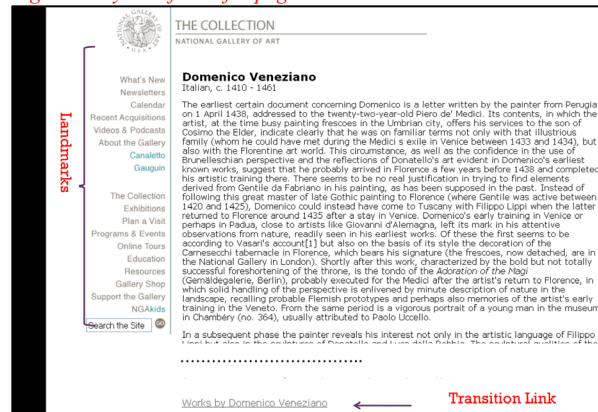 THE COLLECTION
NATIONAL GALLERY OF ART
Landmarks
What's New
Newsletters
Calendar
Recent Acquisitions
Videos & Podcasts
About the Gallery
Canaletto
Gauguin
The Collection
Exhibitions
Plan a Visit
Programs & Events
Online Tours
Education
Resources
Gallery Shop
Support the Gallery
NGAkids
Search the Site GO
Domenico Veneziano
Italian, c. 1410 - 1461
The earliest certain document concerning Domenico is a letter written by the painter from Perugia
on 1 April 1438, addressed to the twenty-two-year-old Piero de' Medici. Its contents, in which the
artist, at the time busy painting frescoes in the Umbrian city, offers his services to the son of
Cosimo the Elder, indicate clearly that he was on familiar terms not only with that illustrious
family (whom he could have met during the Medici s exile in Venice between 1433 and 1434), but
also with the Florentine art world. This circumstance, as well as the confidence in the use of
Brunelleschian perspective and the reflections of Donatello's art evident in Domenico's earliest
known works, suggest that he probably arrived in Florence a few years before 1438 and completed
his artistic training there. There seems to be no real justification in trying to find elements
derived from Gentile da Fabriano in his painting, as has been supposed in the past. Instead of
following this great master of late Gothic painting to Florence (where Gentile was active between
1420 and 1425), Domenico could instead have come to Tuscany with Filippo Lippi when the latter
returned to Florence around 1435 after a stay in Venice. Domenico's early training in Venice or
perhaps in Padua, close to artists like Giovanni d'Alemagna, left its mark in his attentive
observations from nature, readily seen in his earliest works. Of these the first seems to be
according to Vasari's account[1] but also on the basis of its style the decoration of the
Carnesecchi tabernacle in Florence, which bears his signature (the frescoes, now detached, are in
the National Gallery in London). Shortly after this work, characterized by the bold but not totally
successful foreshortening of the throne, is the tondo of the Adoration of the Magi
(Gemäldegalerie, Berlin), probably executed for the Medici after the artist's return to Florence, in
which solid handling of the perspective is enlivened by minute description of nature in the
landscape, recalling probable Flemish prototypes and perhaps also memories of the artist's early
training in the Veneto. From the same period is a vigorous portrait of a young man in the museum
in Chambéry (no. 364), usually attributed to Paolo Uccello.
In a subsequent phase the painter reveals his interest not only in the artistic language of Filippo
Works by Domenico Veneziano
Transition Link